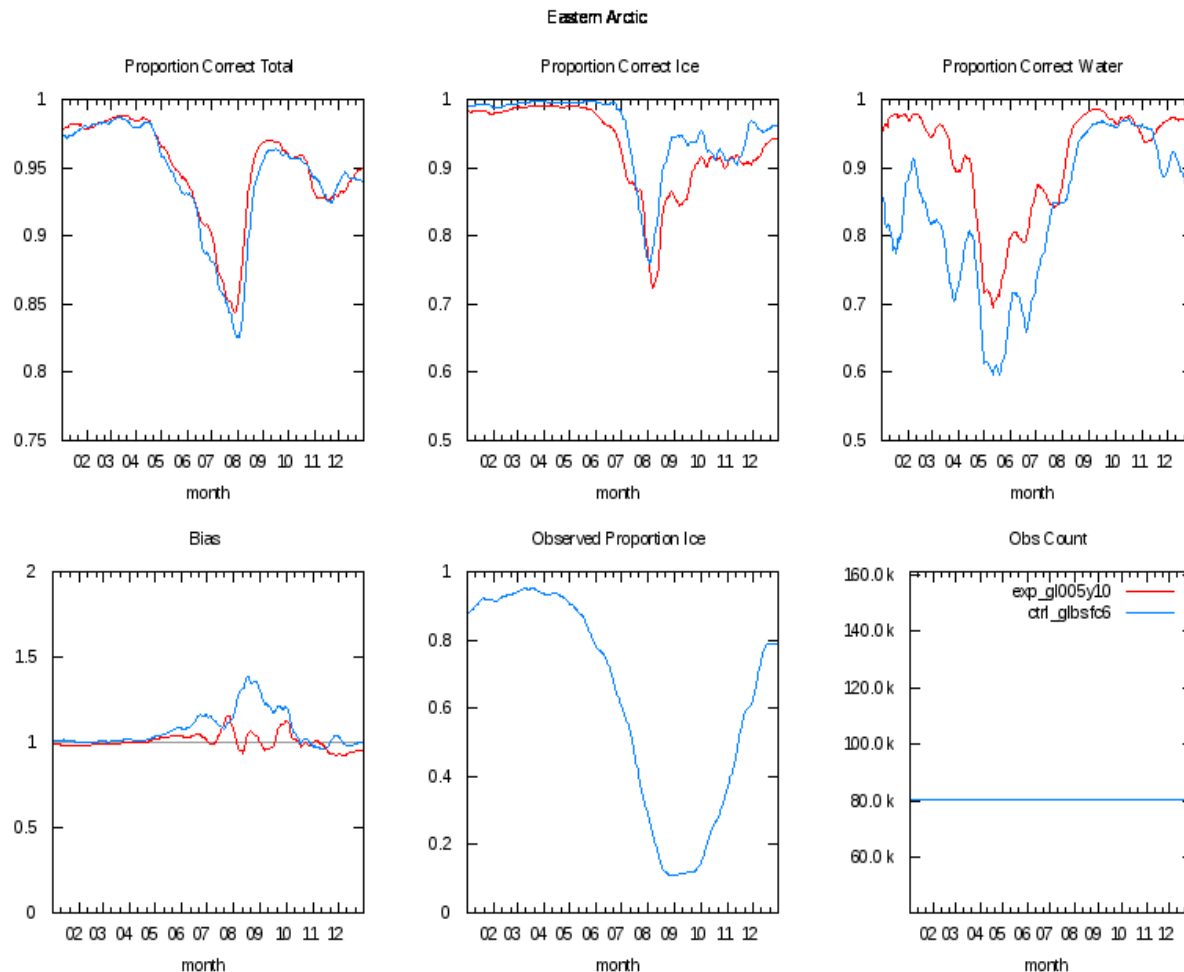 Eastern Arctic
Proportion Correct Total
1
0.95
0.9
0.85
0.8
0.75
02 03 04 05 06 07 08 09 10 11 12
month
Proportion Correct Ice
1
0.9
0.8
0.7
0.6
0.5
02 03 04 05 06 07 08 09 10 11 12
month
Proportion Correct Water
1
0.9
0.8
0.7
0.6
0.5
02 03 04 05 06 07 08 09 10 11 12
month
Bias
2
1.5
1
0.5
0
02 03 04 05 06 07 08 09 10 11 12
month
Observed Proportion Ice
1
0.8
0.6
0.4
0.2
0
02 03 04 05 06 07 08 09 10 11 12
month
Obs Count
160.0 k
140.0 k
120.0 k
100.0 k
80.0 k
60.0 k
exp_gl005y10
ctrl_glbsfc6
02 03 04 05 06 07 08 09 10 11 12
month